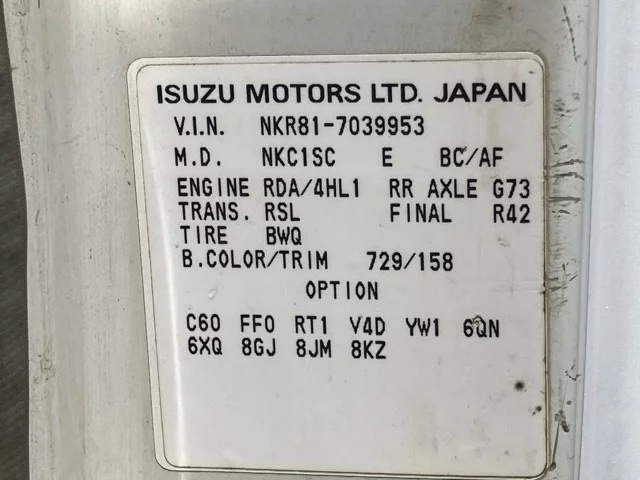 ISUZU MOTORS LTD. JAPAN
V.I.N. NKR81-7039953
M.D. NKC1SC E BC/AF
ENGINE RDA/4HL1 RR AXLE G73
TRANS. RSL FINAL R42
TIRE BWQ
B.COLOR/TRIM 729/158
OPTION
C60 FF0 RT1 V4D YW1 6QN
6XQ 8GJ 8JM 8KZ